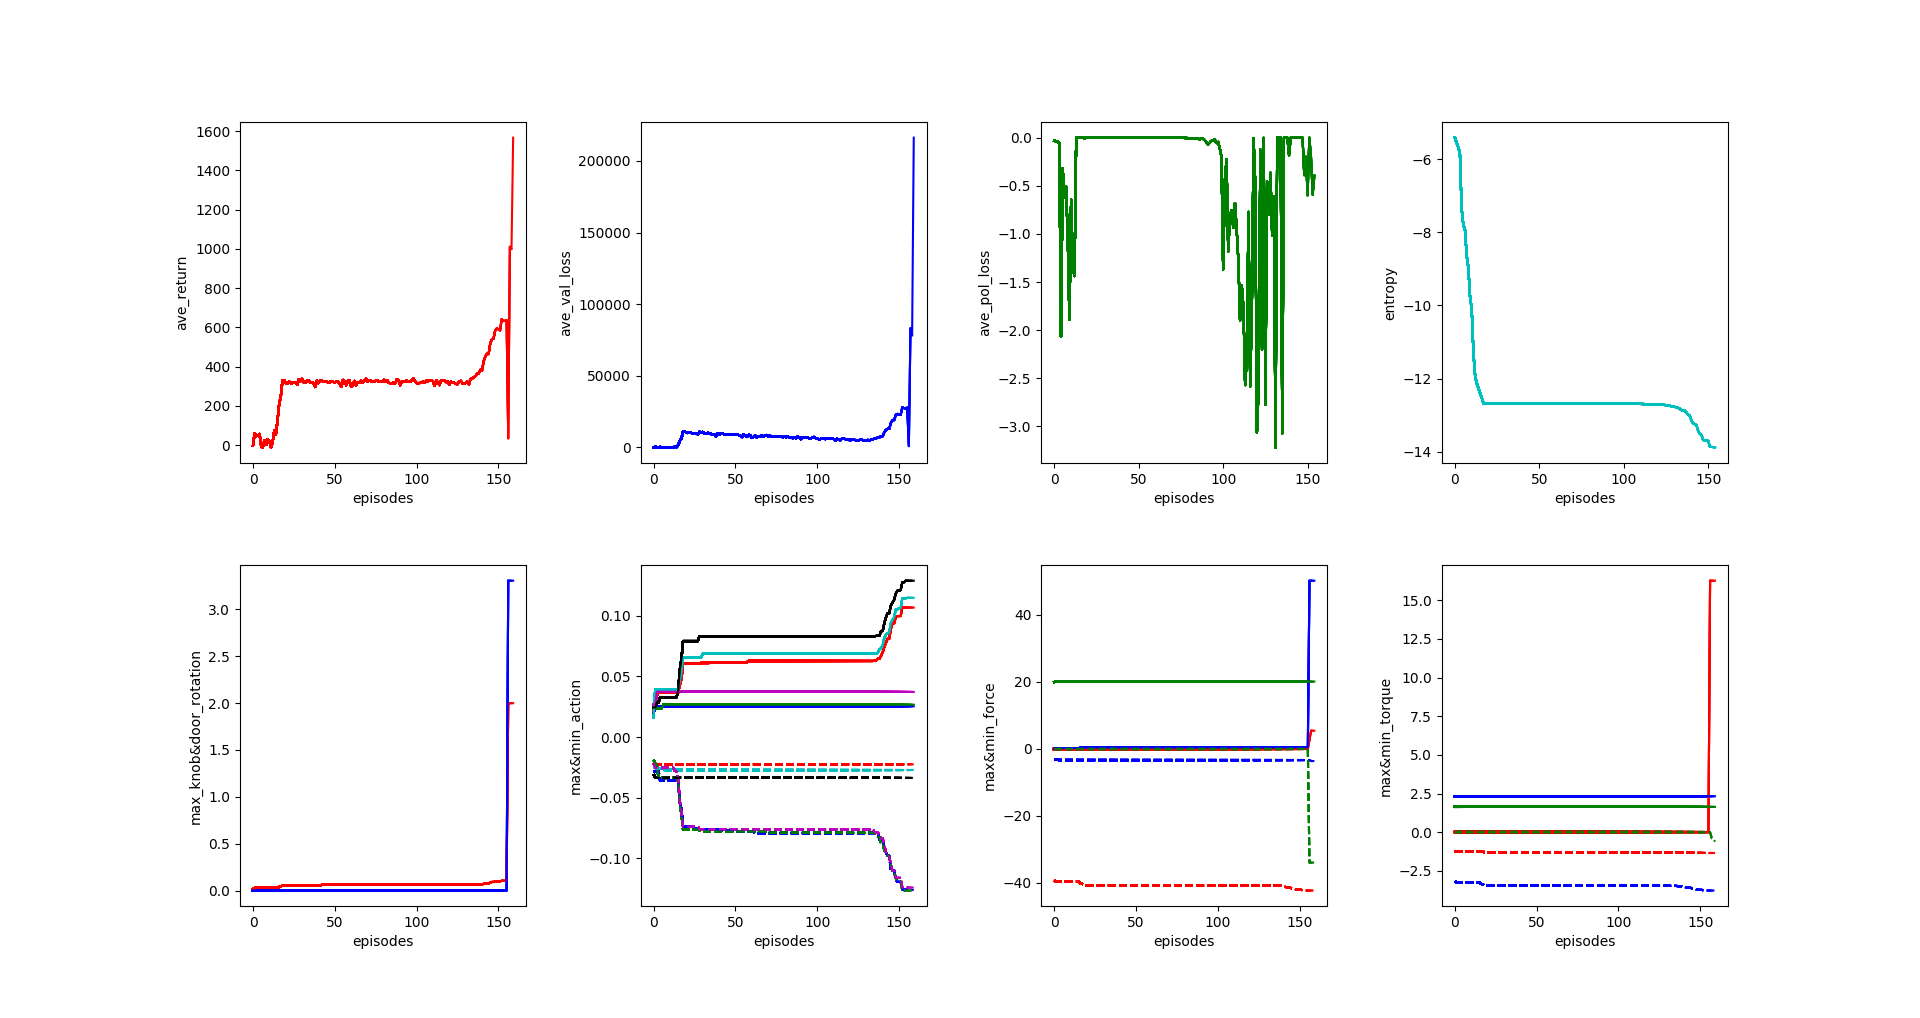 ave_return
1600
1400
1200
1000
800
600
400
200
0
0 50 100 150
episodes
ave_val_loss
200000
150000
100000
50000
0
0 50 100 150
episodes
ave_pol_loss
0.0
−0.5
−1.0
−1.5
−2.0
−2.5
−3.0
0 50 100 150
episodes
entropy
−6
−8
−10
−12
−14
0 50 100 150
episodes
max_knob&door_rotation
3.0
2.5
2.0
1.5
1.0
0.5
0.0
0 50 100 150
episodes
max&min_action
0.10
0.05
0.00
−0.05
−0.10
0 50 100 150
episodes
max&min_force
40
20
0
−20
−40
0 50 100 150
episodes
max&min_torque
15.0
12.5
10.0
7.5
5.0
2.5
0.0
−2.5
0 50 100 150
episodes